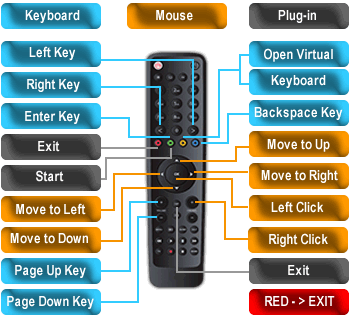 Keyboard
Mouse
Plug-in
Left Key
Right Key
Enter Key
Exit
Start
Move to Left
Move to Down
Page Up Key
Page Down Key
Open Virtual
Keyboard
Backspace Key
Move to Up
Move to Right
Left Click
Right Click
Exit
RED - > EXIT
OK